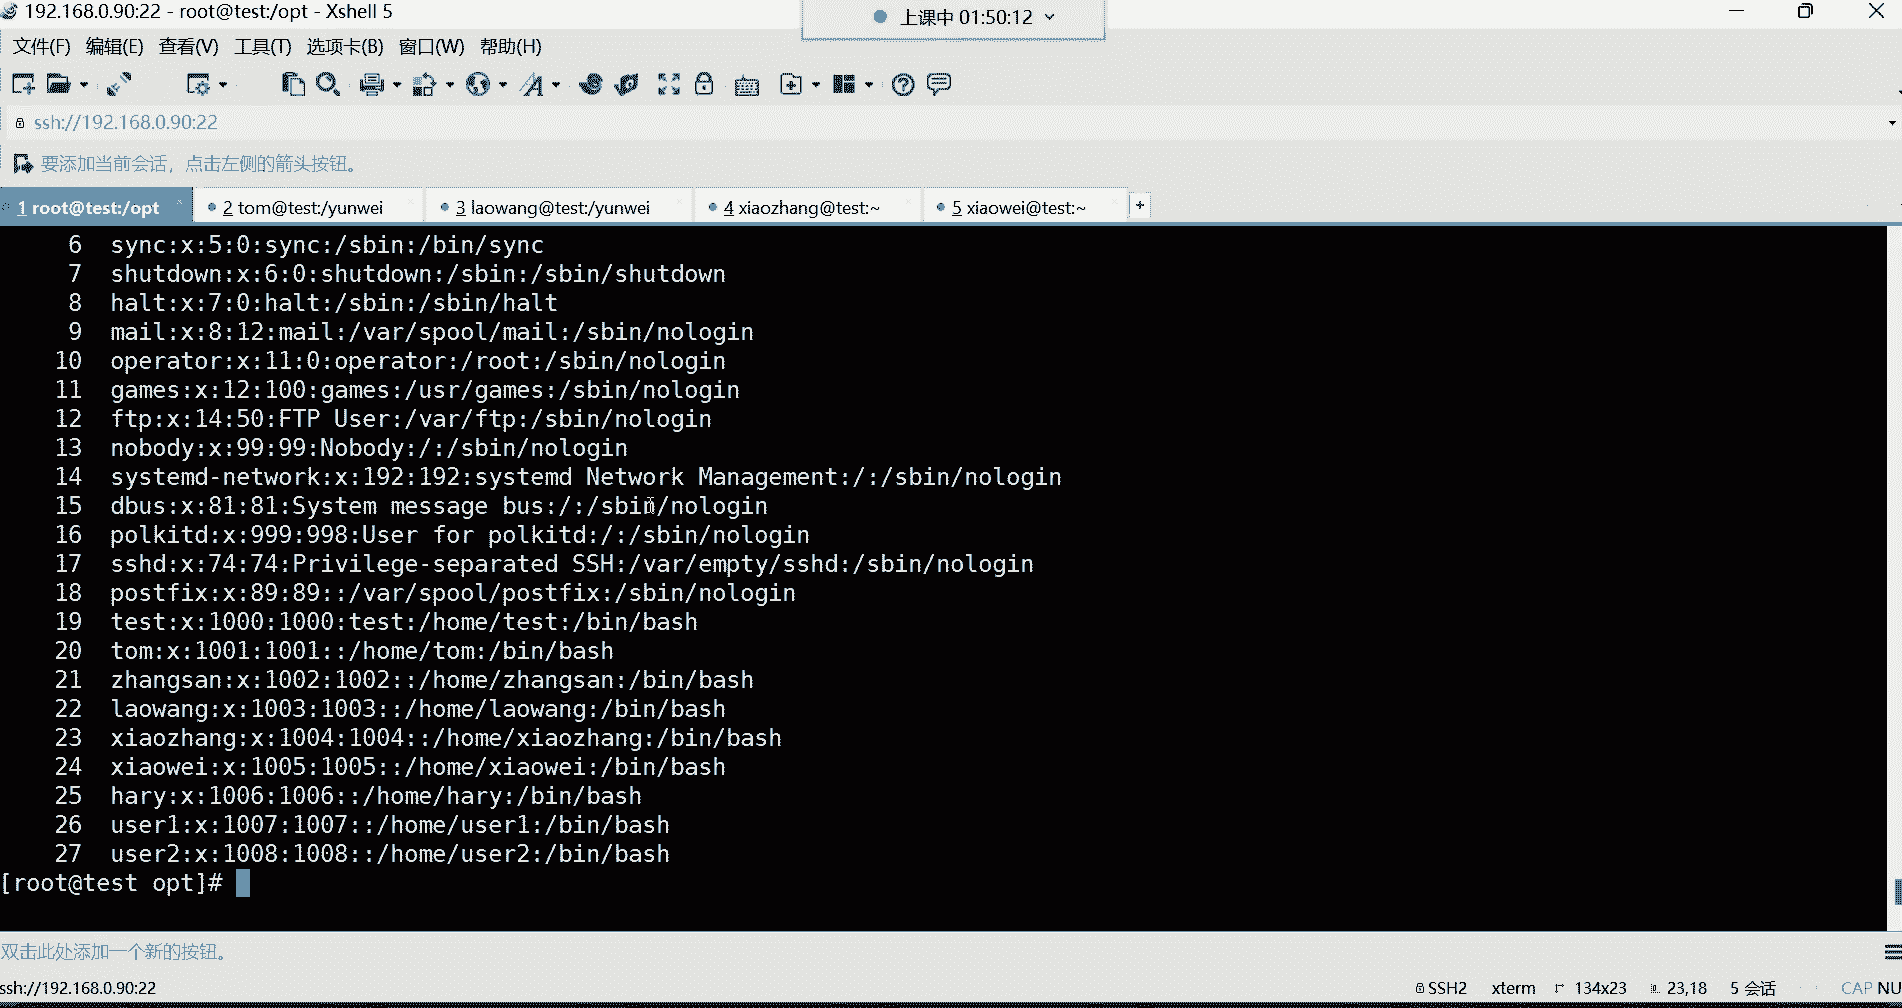 192.168.0.90:22 - root@test:/opt - Xshell 5
上课中 01:50:12
文件(F) 编辑(E) 查看(V) 工具(T) 选项卡(B) 窗口(W) 帮助(H)
ssh://192.168.0.90:22
要添加当前会话，点击左侧的箭头按钮。
1 root@test:/opt 2 tom@test:/yunwei 3 laowang@test:/yunwei 4 xiaozhang@test:~ 5 xiaowei@test:~ +
6 sync:x:5:0:sync:/sbin:/bin/sync
7 shutdown:x:6:0:shutdown:/sbin:/sbin/shutdown
8 halt:x:7:0:halt:/sbin:/sbin/halt
9 mail:x:8:12:mail:/var/spool/mail:/sbin/nologin
10 operator:x:11:0:operator:/root:/sbin/nologin
11 games:x:12:100:games:/usr/games:/sbin/nologin
12 ftp:x:14:50:FTP User:/var/ftp:/sbin/nologin
13 nobody:x:99:99:Nobody:/:/sbin/nologin
14 systemd-network:x:192:192:systemd Network Management:/:/sbin/nologin
15 dbus:x:81:81:System message bus:/:/sbin/nologin
16 polkitd:x:999:998:User for polkitd:/:/sbin/nologin
17 sshd:x:74:74:Privilege-separated SSH:/var/empty/sshd:/sbin/nologin
18 postfix:x:89:89::/var/spool/postfix:/sbin/nologin
19 test:x:1000:1000:test:/home/test:/bin/bash
20 tom:x:1001:1001::/home/tom:/bin/bash
21 zhangsan:x:1002:1002::/home/zhangsan:/bin/bash
22 laowang:x:1003:1003::/home/laowang:/bin/bash
23 xiaozhang:x:1004:1004::/home/xiaozhang:/bin/bash
24 xiaowei:x:1005:1005::/home/xiaowei:/bin/bash
25 hary:x:1006:1006::/home/hary:/bin/bash
26 user1:x:1007:1007::/home/user1:/bin/bash
27 user2:x:1008:1008::/home/user2:/bin/bash
[root@test opt]#
双击此处添加一个新的按钮。
ssh://192.168.0.90:22 SSH2 xterm 134x23 23,18 5 会话 CAP NU